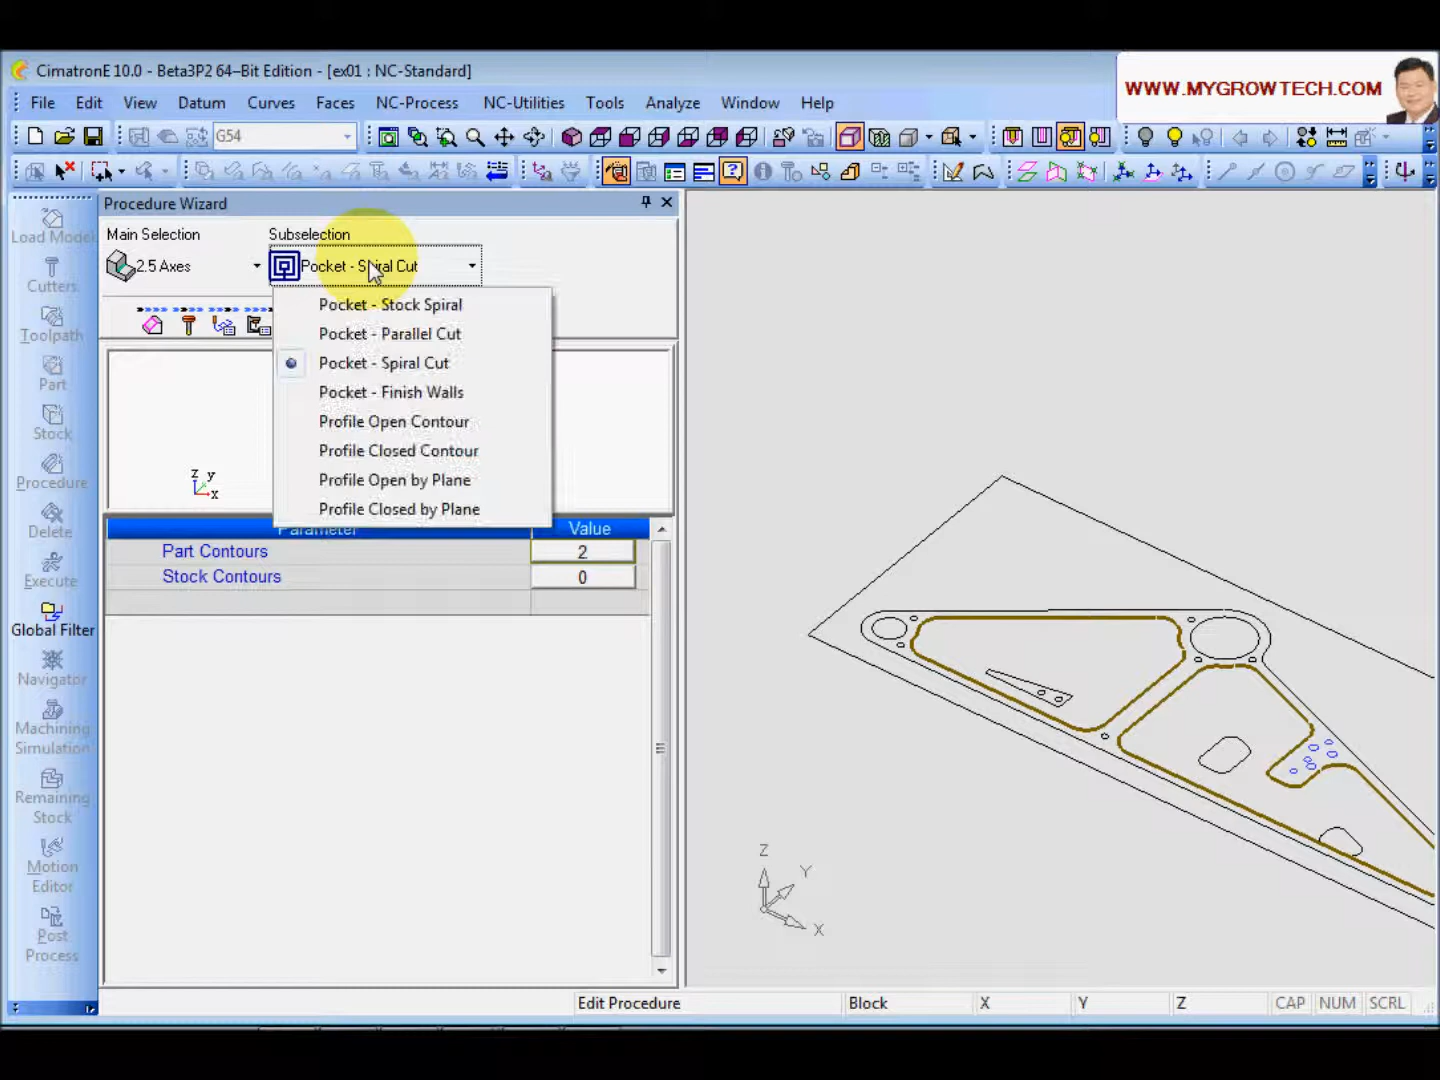 CimatronE 10.0 - Beta3P2 64-Bit Edition - [ex01 : NC-Standard]
WWW.MYGROWTECH.COM
File Edit View Datum Curves Faces NC-Process NC-Utilities Tools Analyze Window Help
G54
Procedure Wizard
Main Selection Subselection
2.5 Axes Pocket - Spiral Cut
Pocket - Stock Spiral
Pocket - Parallel Cut
Pocket - Spiral Cut
Pocket - Finish Walls
Profile Open Contour
Profile Closed Contour
Profile Open by Plane
Profile Closed by Plane
Z y
x
Parameter Value
Part Contours 2
Stock Contours 0
Load Model
Cutters
Toolpath
Part
Stock
Procedure
Delete
Execute
Global Filter
Navigator
Machining
Simulation
Remaining
Stock
Motion
Editor
Post
Process
Z
Y
X
Edit Procedure Block X Y Z CAP NUM SCRL